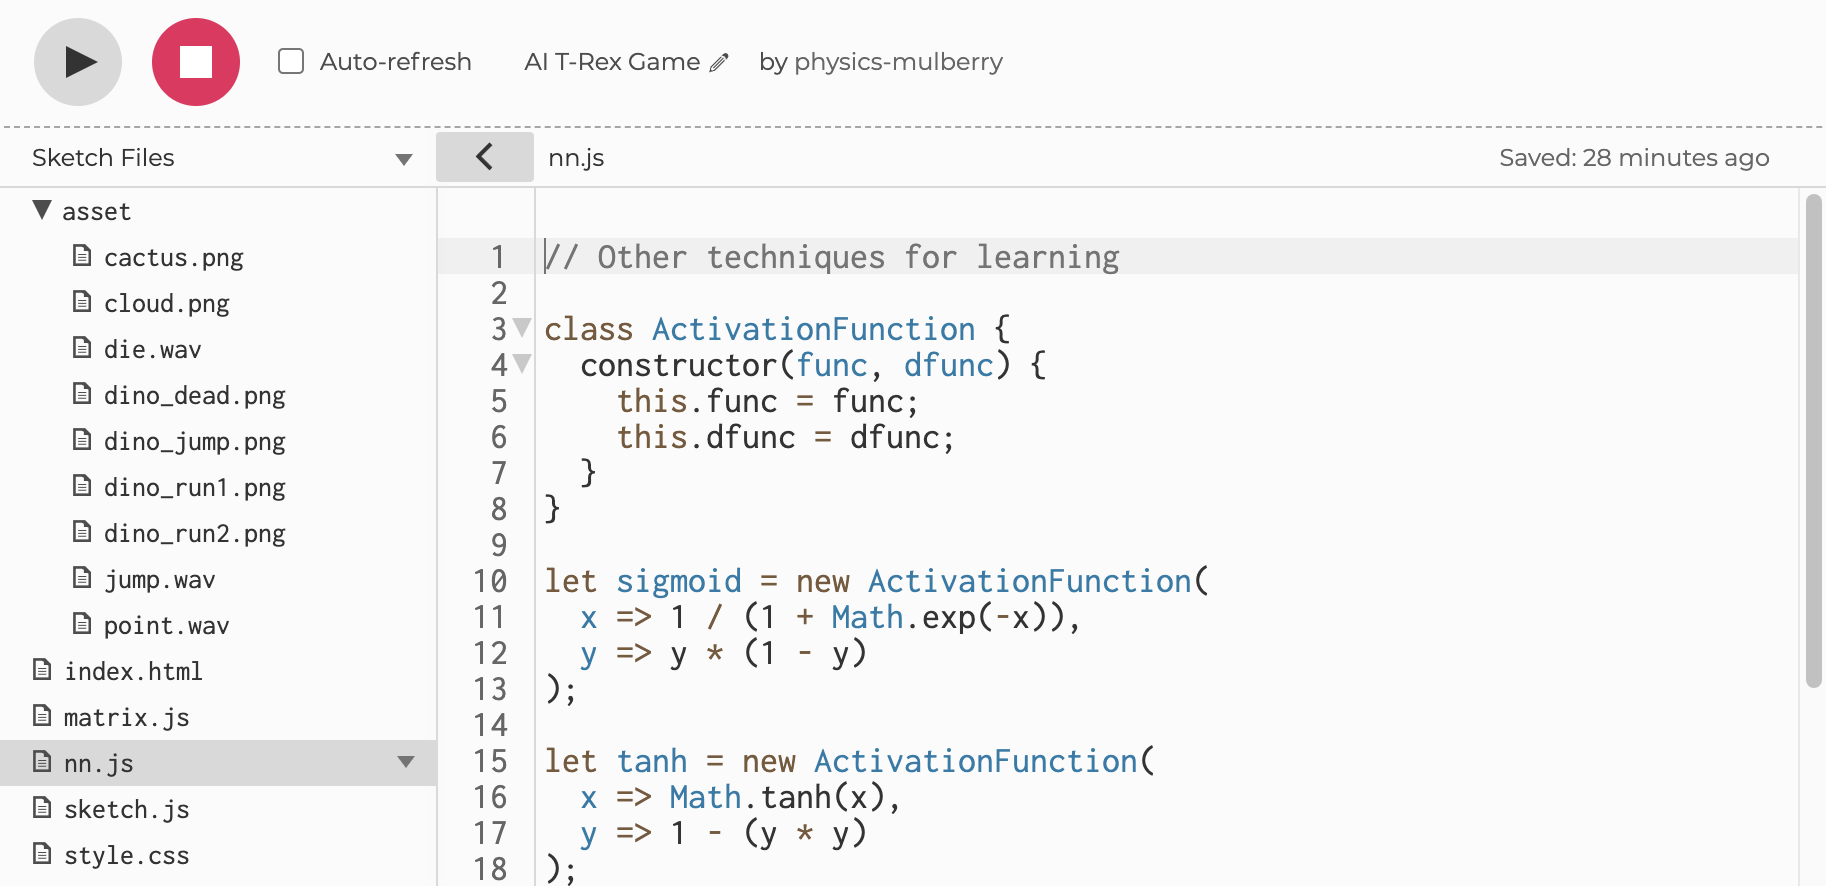 Auto-refresh AI T-Rex Game by physics-mulberry
Sketch Files
nn.js
Saved: 28 minutes ago
asset
cactus.png
cloud.png
die.wav
dino_dead.png
dino_jump.png
dino_run1.png
dino_run2.png
jump.wav
point.wav
index.html
matrix.js
nn.js
sketch.js
style.css
1 // Other techniques for learning
2
3 class ActivationFunction {
4   constructor(func, dfunc) {
5     this.func = func;
6     this.dfunc = dfunc;
7   }
8 }
9
10 let sigmoid = new ActivationFunction(
11   x => 1 / (1 + Math.exp(-x)),
12   y => y * (1 - y)
13 );
14
15 let tanh = new ActivationFunction(
16   x => Math.tanh(x),
17   y => 1 - (y * y)
18 );